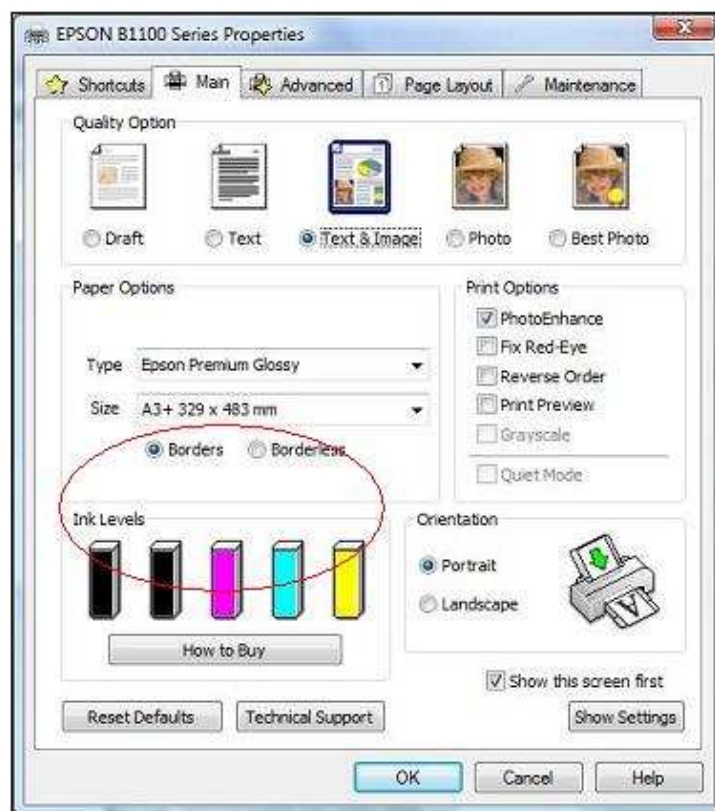 EPSON B1100 Series Properties
Shortcuts Main Advanced Page Layout Maintenance
Quality Option
Draft Text Text & Image Photo Best Photo
Paper Options
Type Epson Premium Glossy
Size A3+ 329 x 483 mm
Borders Borderless
Print Options
PhotoEnhance
Fix Red-Eye
Reverse Order
Print Preview
Grayscale
Quiet Mode
Ink Levels
How to Buy
Orientation
Portrait
Landscape
A
Show this screen first
Reset Defaults Technical Support Show Settings
OK Cancel Help